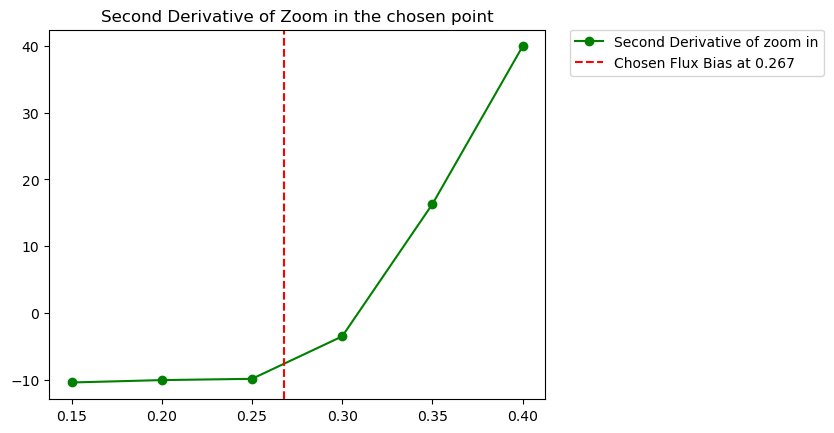 Second Derivative of Zoom in the chosen point
Second Derivative of zoom in
Chosen Flux Bias at 0.267
40
30
20
10
0
−10
0.15 0.20 0.25 0.30 0.35 0.40